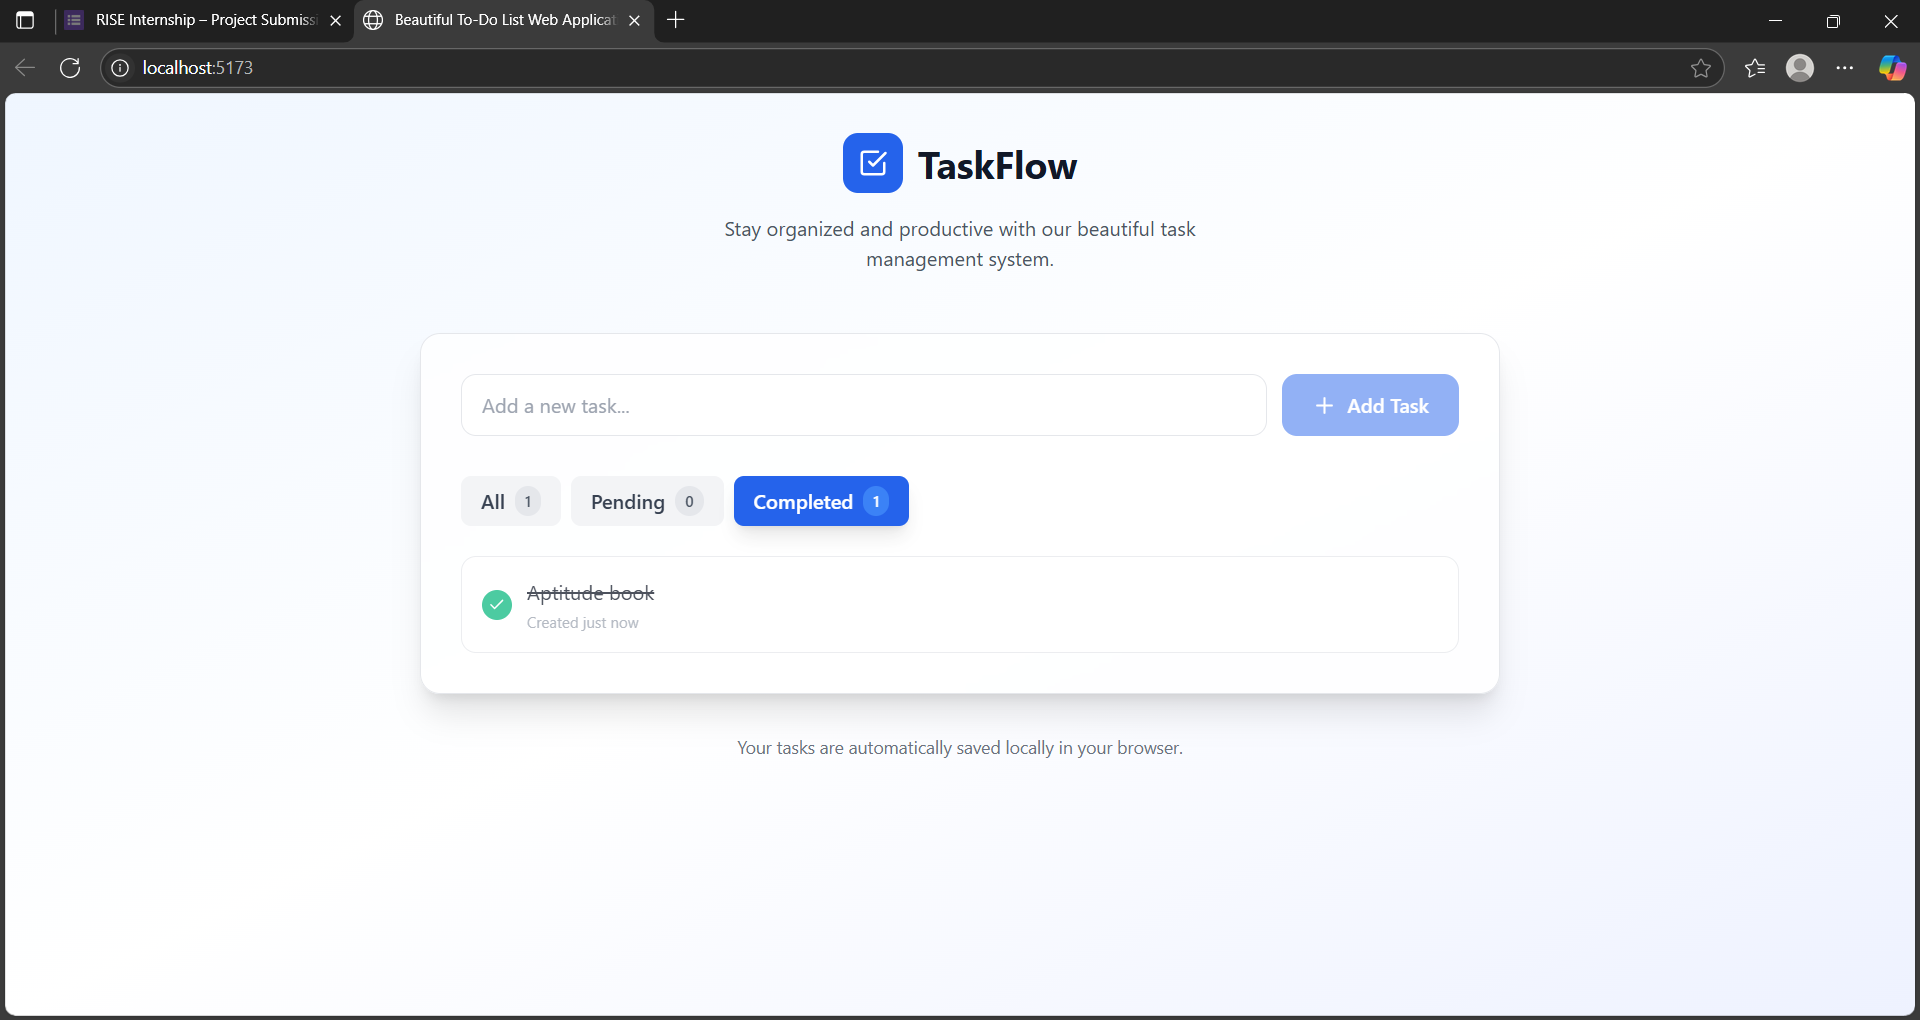 RISE Internship – Project Submissi
Beautiful To-Do List Web Applicat
localhost:5173
TaskFlow
Stay organized and productive with our beautiful task
management system.
Add a new task...
Add Task
All 1
Pending 0
Completed 1
Aptitude book
Created just now
Your tasks are automatically saved locally in your browser.